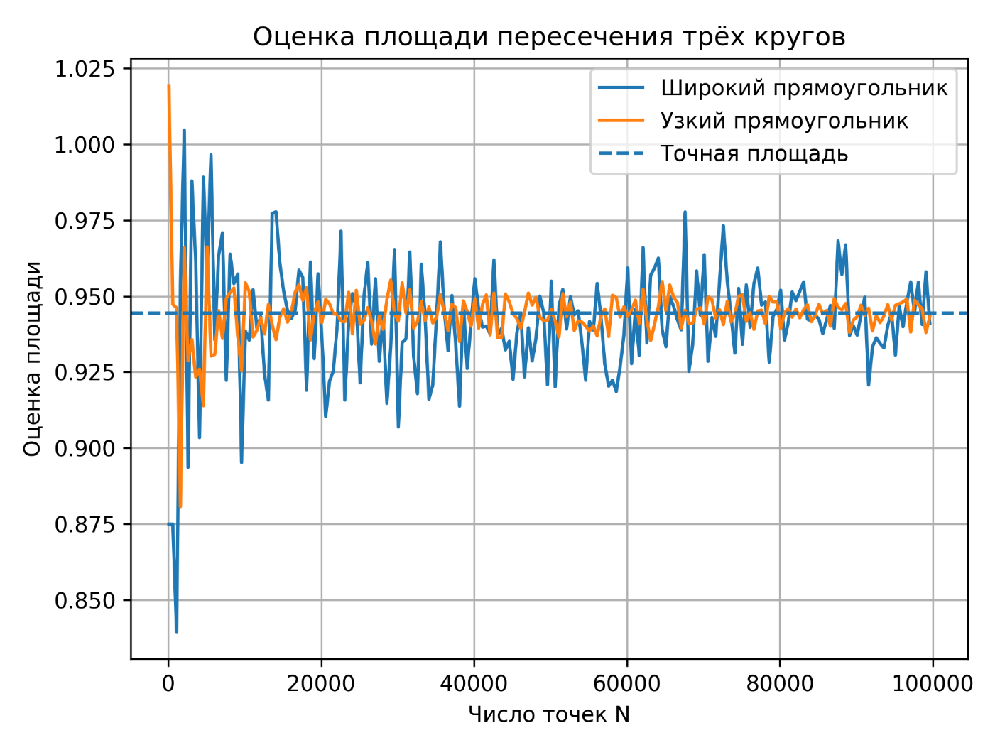 Оценка площади пересечения трёх кругов
Широкий прямоугольник
Узкий прямоугольник
Точная площадь
Оценка площади
1.025
1.000
0.975
0.950
0.925
0.900
0.875
0.850
0 20000 40000 60000 80000 100000
Число точек N